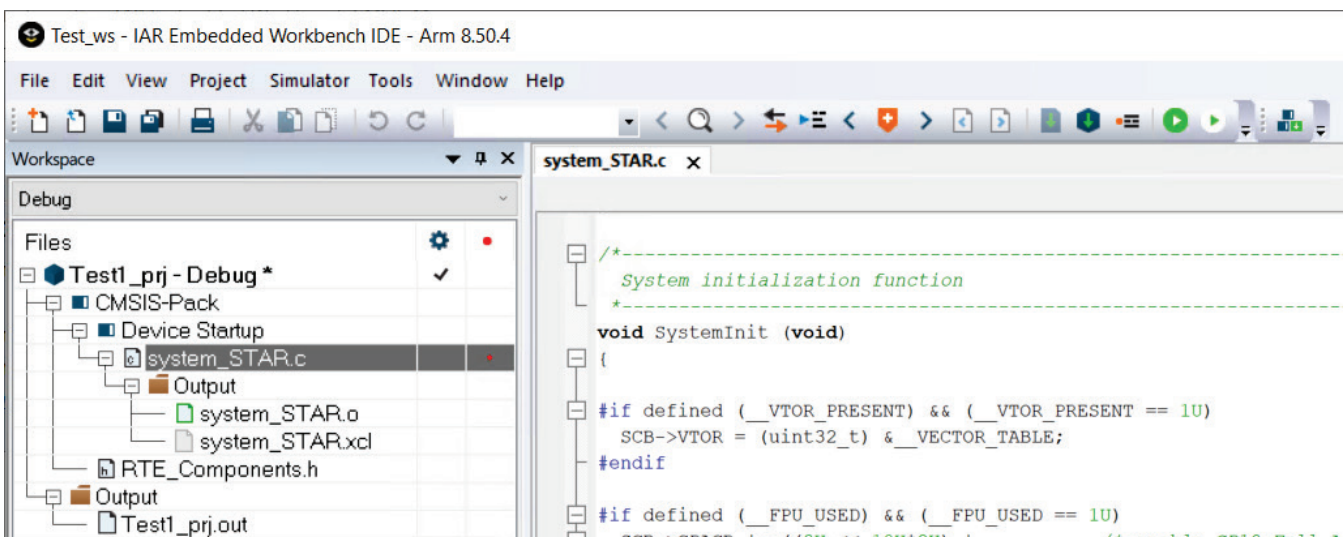 Test_ws - IAR Embedded Workbench IDE - Arm 8.50.4
File Edit View Project Simulator Tools Window Help
Workspace
Debug
Files
Test1_prj - Debug *
CMSIS-Pack
Device Startup
system_STAR.c
Output
system_STAR.o
system_STAR.xcl
RTE_Components.h
Output
Test1_prj.out
system_STAR.c
/*----------------------------------------------------------------------------
System initialization function
*----------------------------------------------------------------------------
void SystemInit (void)
{
#if defined (__VTOR_PRESENT) && (__VTOR_PRESENT == 1U)
SCB->VTOR = (uint32_t) &__VECTOR_TABLE;
#endif
#if defined (__FPU_USED) && (__FPU_USED == 1U)